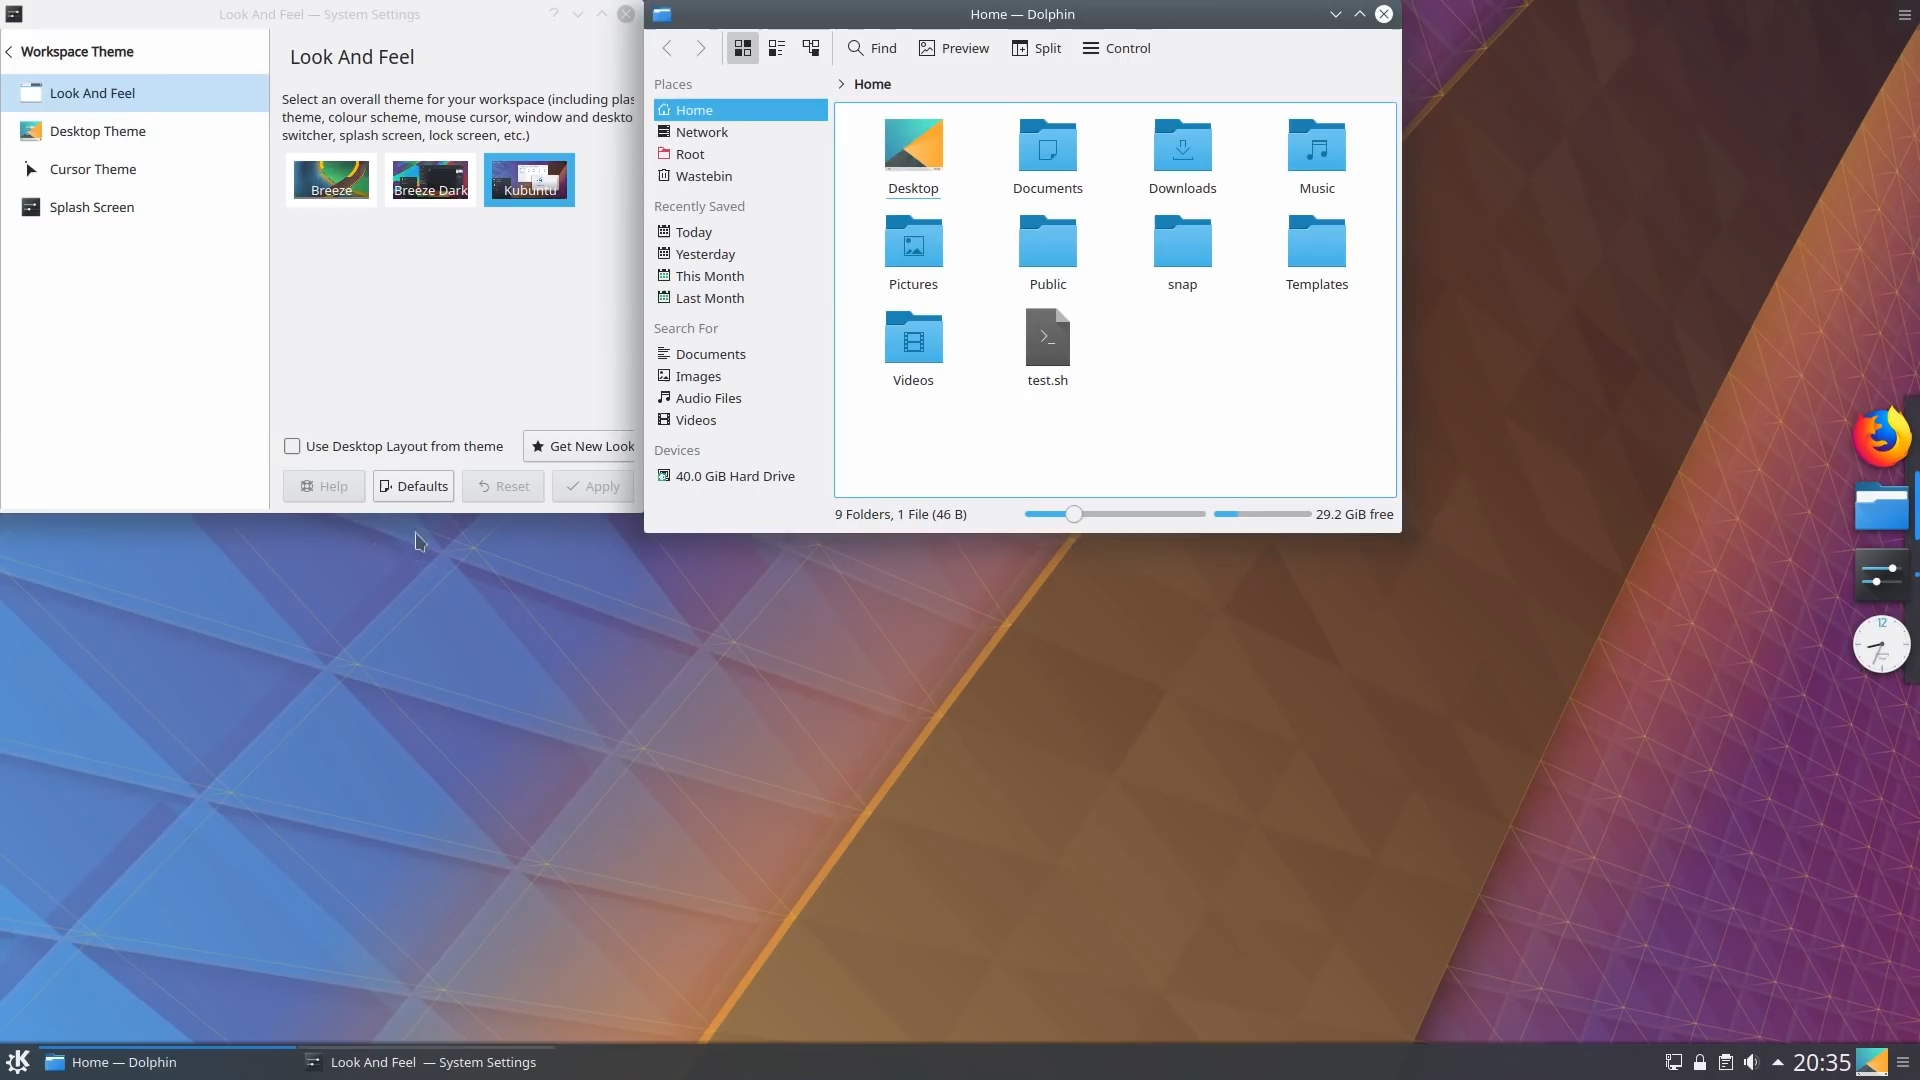 Look And Feel — System Settings
Workspace Theme
Look And Feel
Desktop Theme
Cursor Theme
Splash Screen
Look And Feel
Select an overall theme for your workspace (including plas
theme, colour scheme, mouse cursor, window and deskto
switcher, splash screen, lock screen, etc.)
Breeze
Breeze Dark
Kubuntu
Use Desktop Layout from theme
Get New Look
Help
Defaults
Reset
Apply
Home — Dolphin
Find
Preview
Split
Control
Places
Home
Network
Root
Wastebin
Recently Saved
Today
Yesterday
This Month
Last Month
Search For
Documents
Images
Audio Files
Videos
Devices
40.0 GiB Hard Drive
Home
Desktop
Documents
Downloads
Music
Pictures
Public
snap
Templates
Videos
test.sh
9 Folders, 1 File (46 B)
29.2 GiB free
12
Home — Dolphin
Look And Feel — System Settings
20:35